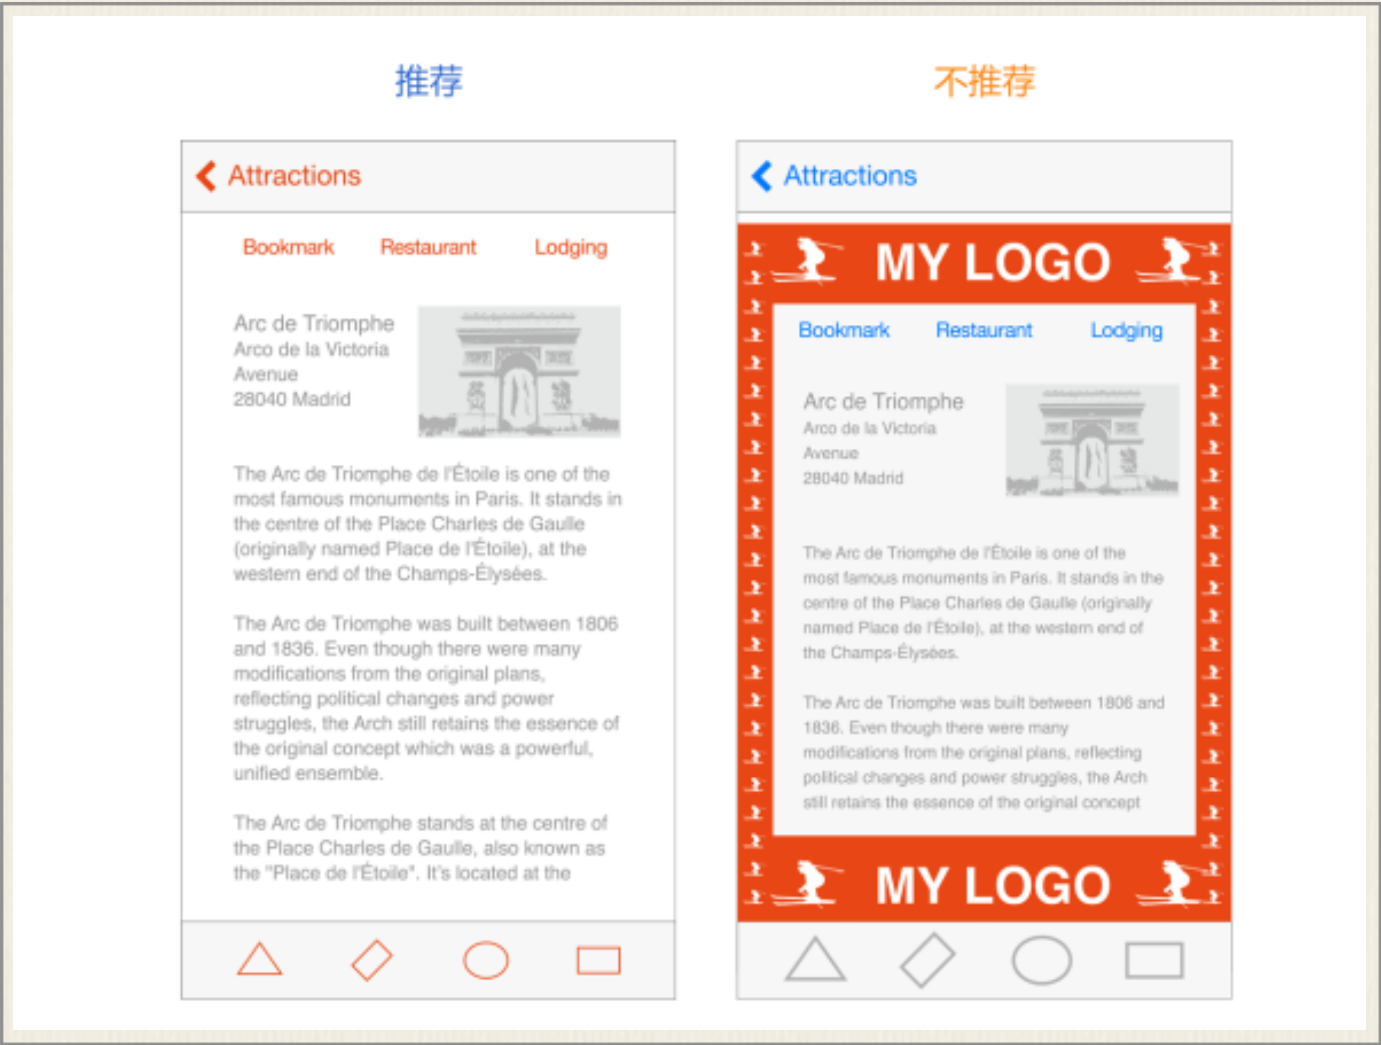 推荐
不推荐
Attractions
Bookmark Restaurant Lodging
Arc de Triomphe
Arco de la Victoria
Avenue
28040 Madrid
The Arc de Triomphe de l'Étoile is one of the
most famous monuments in Paris. It stands in
the centre of the Place Charles de Gaulle
(originally named Place de l'Étoile), at the
western end of the Champs-Élysées.
The Arc de Triomphe was built between 1806
and 1836. Even though there were many
modifications from the original plans,
reflecting political changes and power
struggles, the Arch still retains the essence of
the original concept which was a powerful,
unified ensemble.
The Arc de Triomphe stands at the centre of
the Place Charles de Gaulle, also known as
the "Place de l'Étoile". It's located at the
Attractions
MY LOGO
Bookmark Restaurant Lodging
Arc de Triomphe
Arco de la Victoria
Avenue
28040 Madrid
The Arc de Triomphe de l'Étoile is one of the
most famous monuments in Paris. It stands in the
centre of the Place Charles de Gaulle (originally
named Place de l'Étoile), at the western end of
the Champs-Élysées.
The Arc de Triomphe was built between 1806 and
1836. Even though there were many
modifications from the original plans, reflecting
political changes and power struggles, the Arch
still retains the essence of the original concept
MY LOGO